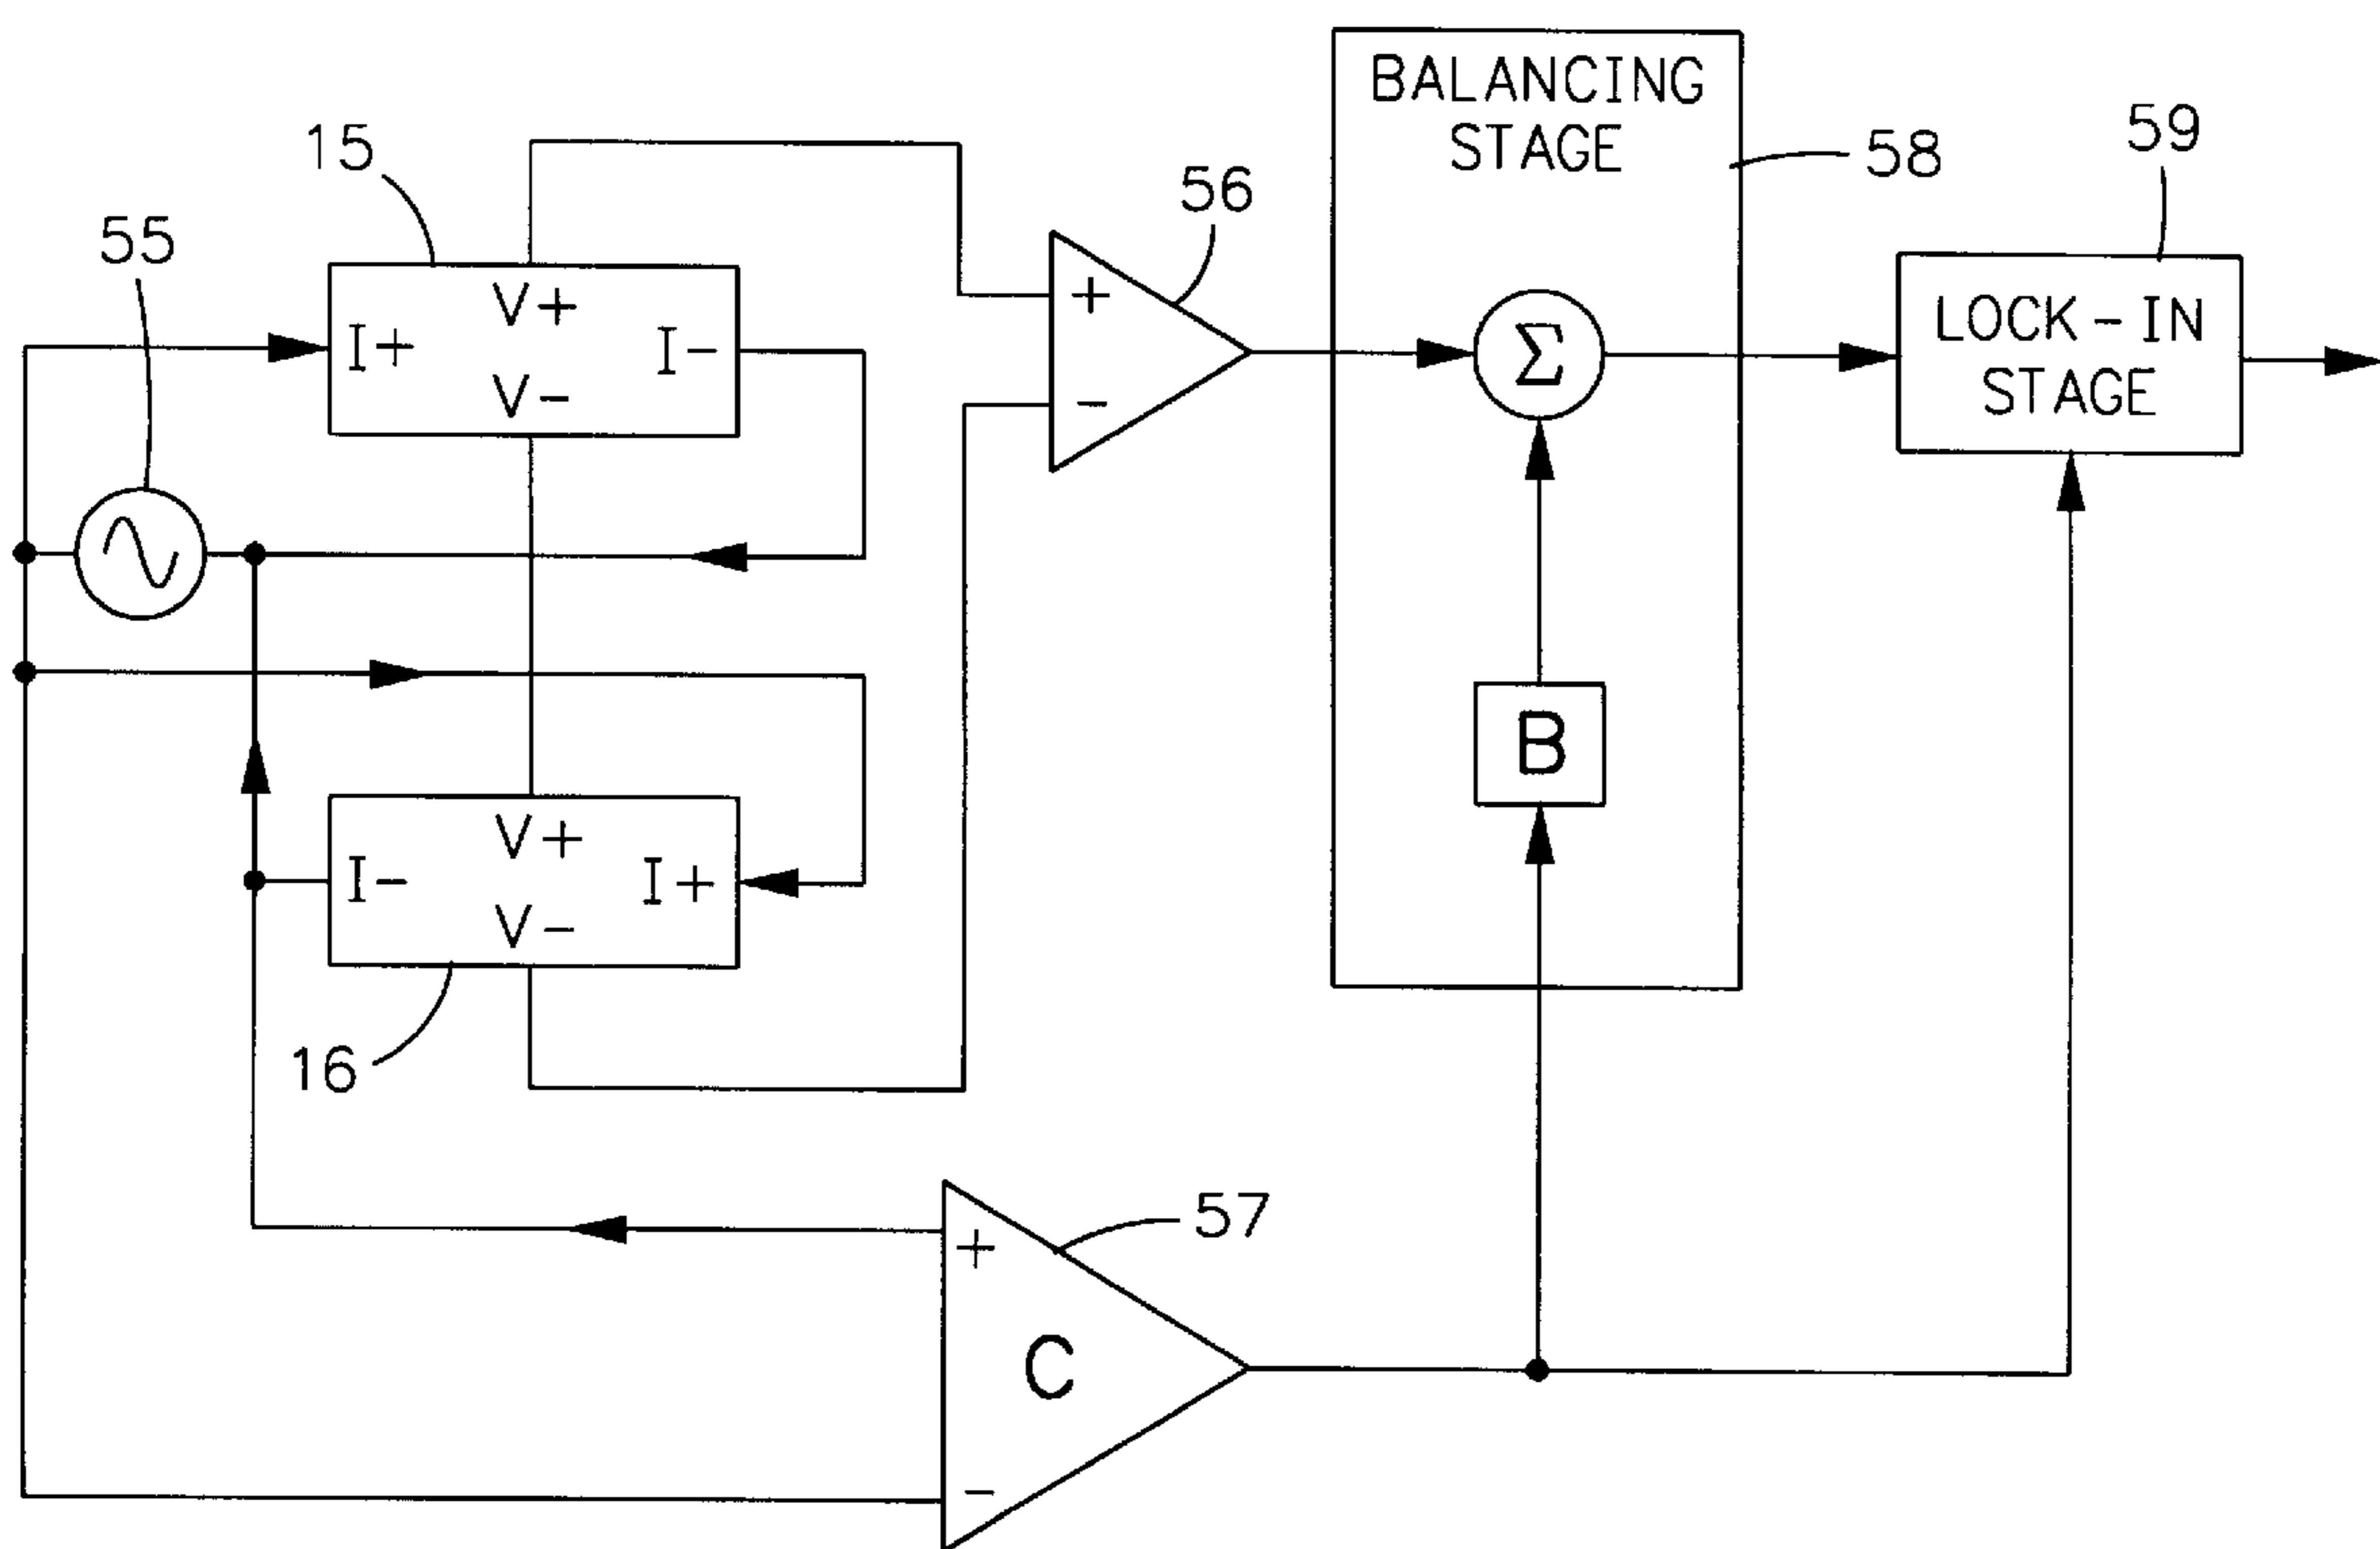 BALANCING
STAGE
58
59
15
56
55
V+
I+
I-
V-
+
-
Σ
LOCK-IN
STAGE
B
V+
I-
I+
V-
16
57
+
C
-